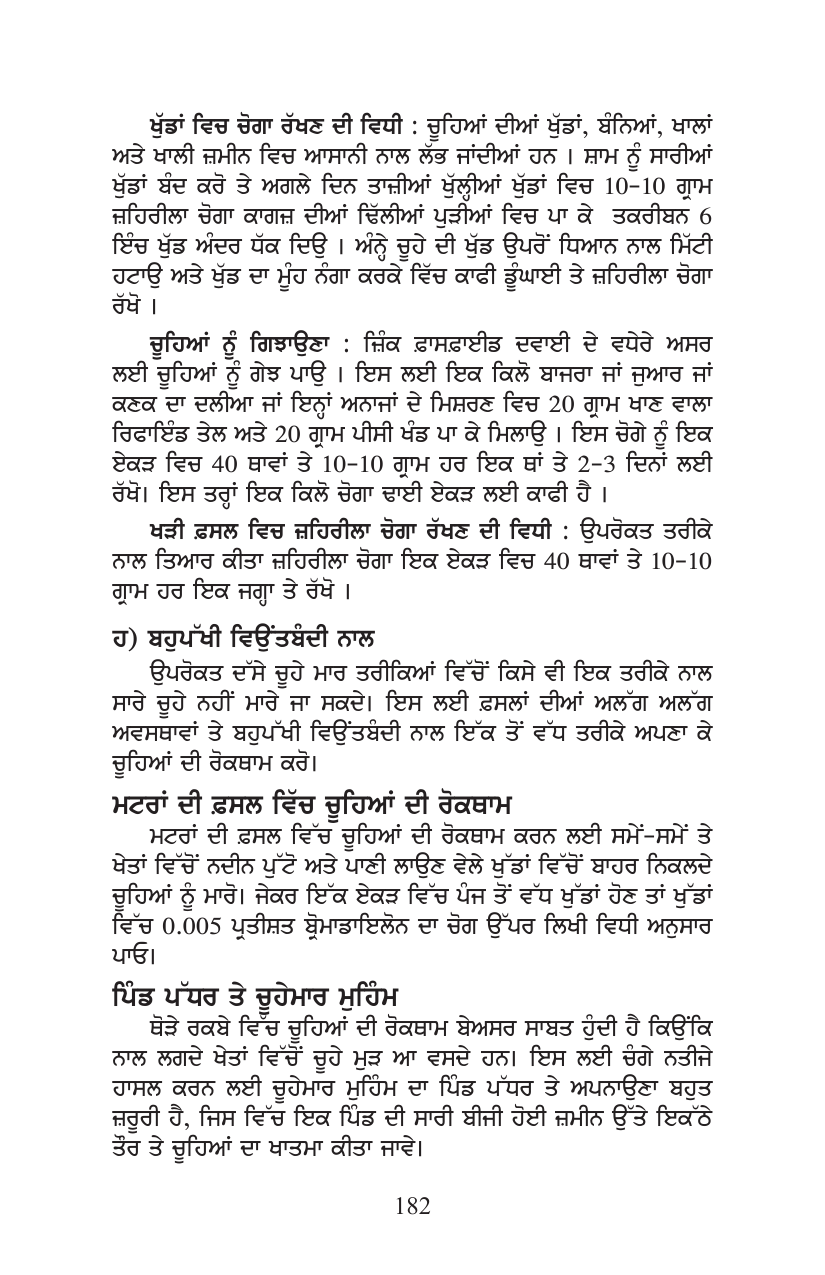 ਖੁੱਡਾਂ ਵਿਚ ਚੋਗਾ ਰੱਖਣ ਦੀ ਵਿਧੀ : ਚੂਹਿਆਂ ਦੀਆਂ ਖੁੱਡਾਂ, ਬੰਨਿਆਂ, ਖਾਲਾਂ
ਅਤੇ ਖਾਲੀ ਜ਼ਮੀਨ ਵਿਚ ਆਸਾਨੀ ਨਾਲ ਲੱਭ ਜਾਂਦੀਆਂ ਹਨ । ਸ਼ਾਮ ਨੂੰ ਸਾਰੀਆਂ
ਖੁੱਡਾਂ ਬੰਦ ਕਰੋ ਤੇ ਅਗਲੇ ਦਿਨ ਤਾਜ਼ੀਆਂ ਖੁੱਲ੍ਹੀਆਂ ਖੁੱਡਾਂ ਵਿਚ 10-10 ਗ੍ਰਾਮ
ਜ਼ਹਿਰੀਲਾ ਚੋਗਾ ਕਾਗਜ਼ ਦੀਆਂ ਢਿੱਲੀਆਂ ਪੁੜੀਆਂ ਵਿਚ ਪਾ ਕੇ ਤਕਰੀਬਨ 6
ਇੰਚ ਖੁੱਡ ਅੰਦਰ ਧੱਕ ਦਿਉ । ਅੰਨ੍ਹੇ ਚੂਹੇ ਦੀ ਖੁੱਡ ਉਪਰੋਂ ਧਿਆਨ ਨਾਲ ਮਿੱਟੀ
ਹਟਾਉ ਅਤੇ ਖੁੱਡ ਦਾ ਮੂੰਹ ਨੰਗਾ ਕਰਕੇ ਵਿੱਚ ਕਾਫੀ ਡੂੰਘਾਈ ਤੇ ਜ਼ਹਿਰੀਲਾ ਚੋਗਾ
ਰੱਖੋ ।
ਚੂਹਿਆਂ ਨੂੰ ਗਿਝਾਉਣਾ : ਜ਼ਿੰਕ ਫ਼ਾਸਫ਼ਾਈਡ ਦਵਾਈ ਦੇ ਵਧੇਰੇ ਅਸਰ
ਲਈ ਚੂਹਿਆਂ ਨੂੰ ਗੇਝ ਪਾਉ । ਇਸ ਲਈ ਇਕ ਕਿਲੋ ਬਾਜਰਾ ਜਾਂ ਜੁਆਰ ਜਾਂ
ਕਣਕ ਦਾ ਦਲੀਆ ਜਾਂ ਇਨ੍ਹਾਂ ਅਨਾਜਾਂ ਦੇ ਮਿਸ਼ਰਣ ਵਿਚ 20 ਗ੍ਰਾਮ ਖਾਣ ਵਾਲਾ
ਰਿਫਾਇੰਡ ਤੇਲ ਅਤੇ 20 ਗ੍ਰਾਮ ਪੀਸੀ ਖੰਡ ਪਾ ਕੇ ਮਿਲਾਉ । ਇਸ ਚੋਗੇ ਨੂੰ ਇਕ
ਏਕੜ ਵਿਚ 40 ਥਾਵਾਂ ਤੇ 10-10 ਗ੍ਰਾਮ ਹਰ ਇਕ ਥਾਂ ਤੇ 2-3 ਦਿਨਾਂ ਲਈ
ਰੱਖੋ। ਇਸ ਤਰ੍ਹਾਂ ਇਕ ਕਿਲੋ ਚੋਗਾ ਢਾਈ ਏਕੜ ਲਈ ਕਾਫੀ ਹੈ ।
ਖੜੀ ਫ਼ਸਲ ਵਿਚ ਜ਼ਹਿਰੀਲਾ ਚੋਗਾ ਰੱਖਣ ਦੀ ਵਿਧੀ : ਉਪਰੋਕਤ ਤਰੀਕੇ
ਨਾਲ ਤਿਆਰ ਕੀਤਾ ਜ਼ਹਿਰੀਲਾ ਚੋਗਾ ਇਕ ਏਕੜ ਵਿਚ 40 ਥਾਵਾਂ ਤੇ 10-10
ਗ੍ਰਾਮ ਹਰ ਇਕ ਜਗ੍ਹਾ ਤੇ ਰੱਖੋ ।
ਹ) ਬਹੁਪੱਖੀ ਵਿਉਂਤਬੰਦੀ ਨਾਲ
ਉਪਰੋਕਤ ਦੱਸੇ ਚੂਹੇ ਮਾਰ ਤਰੀਕਿਆਂ ਵਿੱਚੋਂ ਕਿਸੇ ਵੀ ਇਕ ਤਰੀਕੇ ਨਾਲ
ਸਾਰੇ ਚੂਹੇ ਨਹੀਂ ਮਾਰੇ ਜਾ ਸਕਦੇ। ਇਸ ਲਈ ਫ਼ਸਲਾਂ ਦੀਆਂ ਅਲੱਗ ਅਲੱਗ
ਅਵਸਥਾਵਾਂ ਤੇ ਬਹੁਪੱਖੀ ਵਿਉਂਤਬੰਦੀ ਨਾਲ ਇੱਕ ਤੋਂ ਵੱਧ ਤਰੀਕੇ ਅਪਣਾ ਕੇ
ਚੂਹਿਆਂ ਦੀ ਰੋਕਥਾਮ ਕਰੋ।
ਮਟਰਾਂ ਦੀ ਫ਼ਸਲ ਵਿੱਚ ਚੂਹਿਆਂ ਦੀ ਰੋਕਥਾਮ
ਮਟਰਾਂ ਦੀ ਫ਼ਸਲ ਵਿੱਚ ਚੂਹਿਆਂ ਦੀ ਰੋਕਥਾਮ ਕਰਨ ਲਈ ਸਮੇਂ-ਸਮੇਂ ਤੇ
ਖੇਤਾਂ ਵਿੱਚੋਂ ਨਦੀਨ ਪੁੱਟੋ ਅਤੇ ਪਾਣੀ ਲਾਉਣ ਵੇਲੇ ਖੁੱਡਾਂ ਵਿੱਚੋਂ ਬਾਹਰ ਨਿਕਲਦੇ
ਚੂਹਿਆਂ ਨੂੰ ਮਾਰੋ। ਜੇਕਰ ਇੱਕ ਏਕੜ ਵਿੱਚ ਪੰਜ ਤੋਂ ਵੱਧ ਖੁੱਡਾਂ ਹੋਣ ਤਾਂ ਖੁੱਡਾਂ
ਵਿੱਚ 0.005 ਪ੍ਰਤੀਸ਼ਤ ਬ੍ਰੋਮਾਡਾਇਲੋਨ ਦਾ ਚੋਗ ਉੱਪਰ ਲਿਖੀ ਵਿਧੀ ਅਨੁਸਾਰ
ਪਾਓ।
ਪਿੰਡ ਪੱਧਰ ਤੇ ਚੂਹੇਮਾਰ ਮੁਹਿੰਮ
ਥੋੜੇ ਰਕਬੇ ਵਿੱਚ ਚੂਹਿਆਂ ਦੀ ਰੋਕਥਾਮ ਬੇਅਸਰ ਸਾਬਤ ਹੁੰਦੀ ਹੈ ਕਿਉਂਕਿ
ਨਾਲ ਲਗਦੇ ਖੇਤਾਂ ਵਿੱਚੋਂ ਚੂਹੇ ਮੁੜ ਆ ਵਸਦੇ ਹਨ। ਇਸ ਲਈ ਚੰਗੇ ਨਤੀਜੇ
ਹਾਸਲ ਕਰਨ ਲਈ ਚੂਹੇਮਾਰ ਮੁਹਿੰਮ ਦਾ ਪਿੰਡ ਪੱਧਰ ਤੇ ਅਪਨਾਉਣਾ ਬਹੁਤ
ਜ਼ਰੂਰੀ ਹੈ, ਜਿਸ ਵਿੱਚ ਇਕ ਪਿੰਡ ਦੀ ਸਾਰੀ ਬੀਜੀ ਹੋਈ ਜ਼ਮੀਨ ਉੱਤੇ ਇਕੱਠੇ
ਤੌਰ ਤੇ ਚੂਹਿਆਂ ਦਾ ਖਾਤਮਾ ਕੀਤਾ ਜਾਵੇ।
182